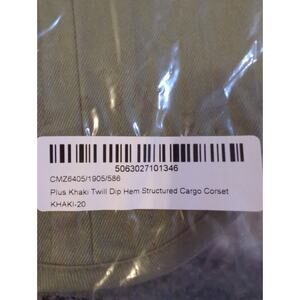 5063027101346
CMZ6405/1905/586
Plus Khaki Twill Dip Hem Structured Cargo Corset
KHAKI-20